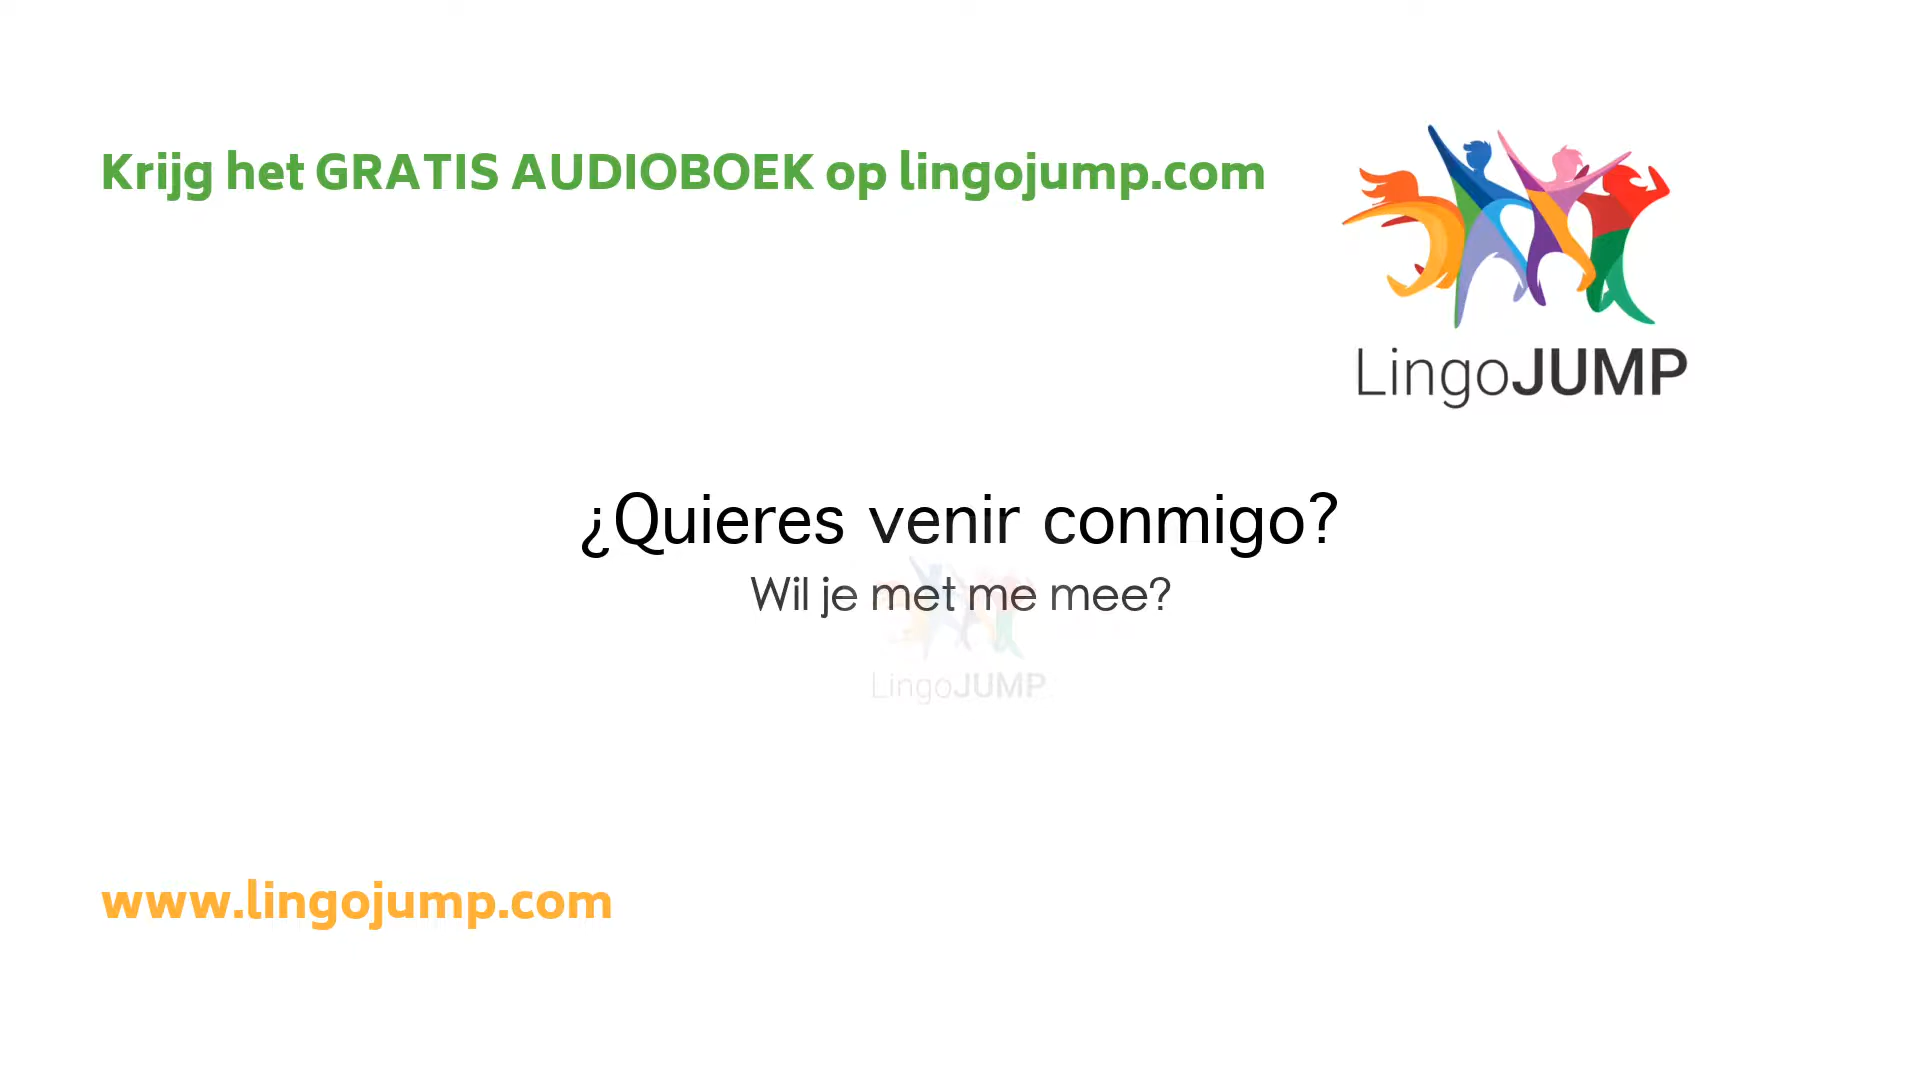 Krijg het GRATIS AUDIOBOEK op lingojump.com
LingoJUMP
¿Quieres venir conmigo?
Wil je met me mee?
LingoJUMP
www.lingojump.com